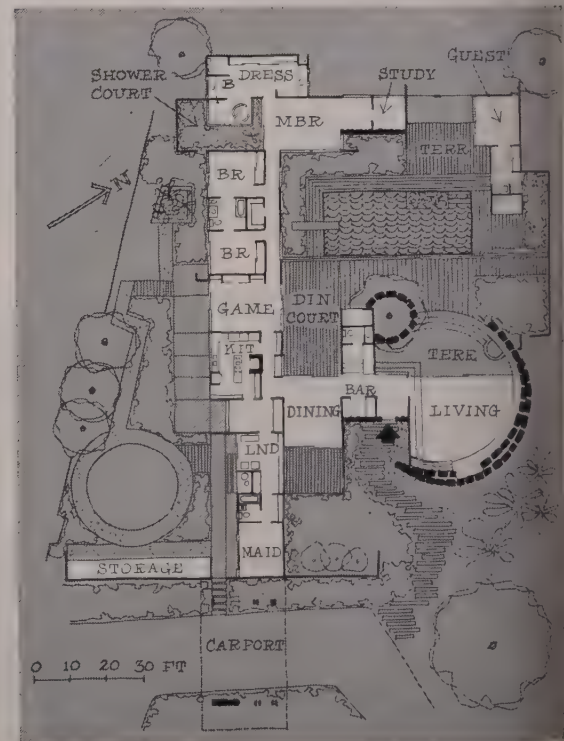 SHOWER
COURT
B
DRESS
STUDY
GUEST
MBR
TERR
N
BR
BR
GAME
DIN
COURT
KIT
TERR
BAR
DINING
LIVING
LND
MAID
STORAGE
CARPORT
0 10 20 30 FT